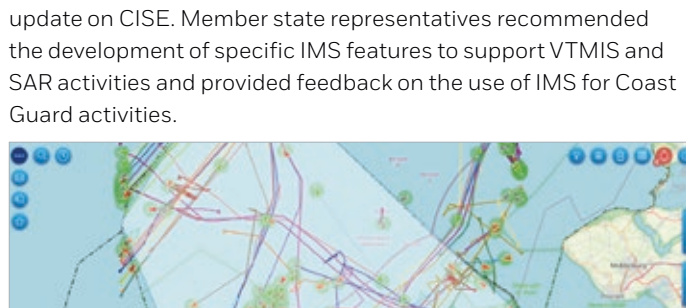 update on CISE. Member state representatives recommended
the development of specific IMS features to support VTMIS and
SAR activities and provided feedback on the use of IMS for Coast
Guard activities.
Middelburg